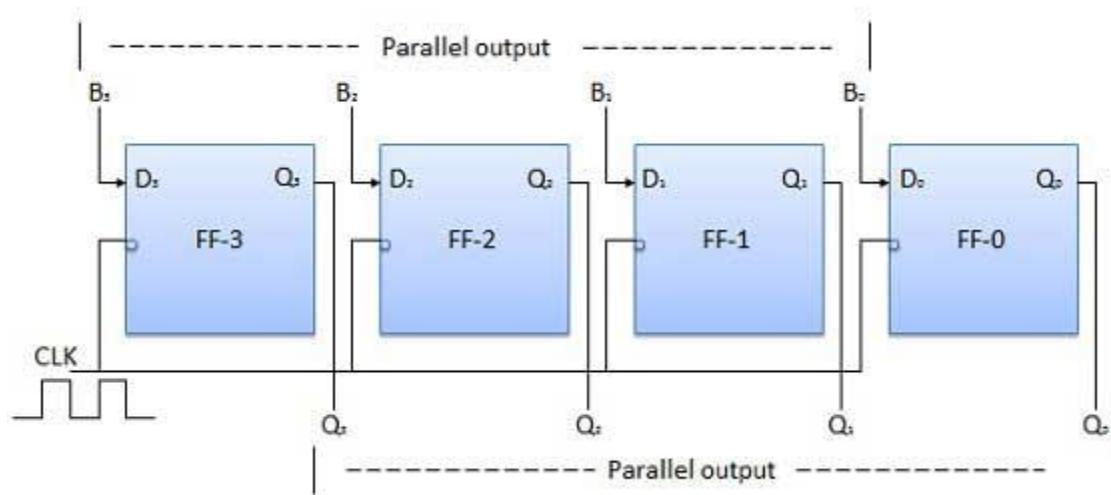 Parallel output
B₃ B₂ B₁ B₀
D₃ Q₃ D₂ Q₂ D₁ Q₁ D₀ Q₀
FF-3 FF-2 FF-1 FF-0
CLK
Q₃ Q₂ Q₁ Q₀
Parallel output